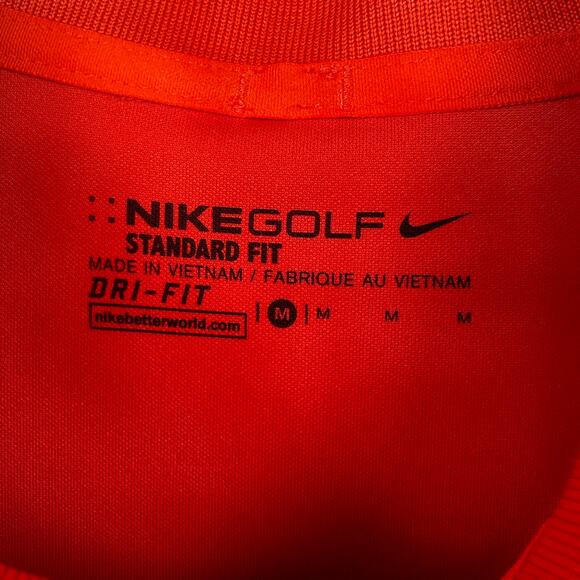 NIKEGOLF
STANDARD FIT
MADE IN VIETNAM / FABRIQUE AU VIETNAM
DRI-FIT
nikebetterworld.com | M | M M M